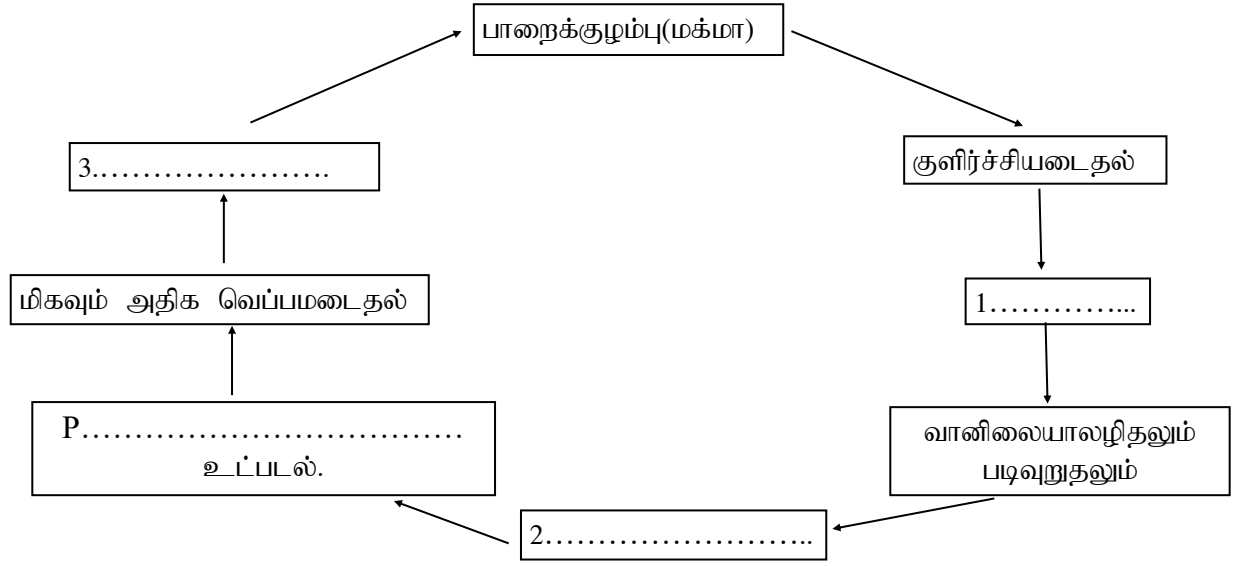 பாறைக்குழம்பு(மக்மா)
குளிர்ச்சியடைதல்
1…………...
வானிலையாலழிதலும்
படிவுறுதலும்
2……………………..
P………………………………
உட்படல்.
மிகவும் அதிக வெப்பமடைதல்
3.………………….